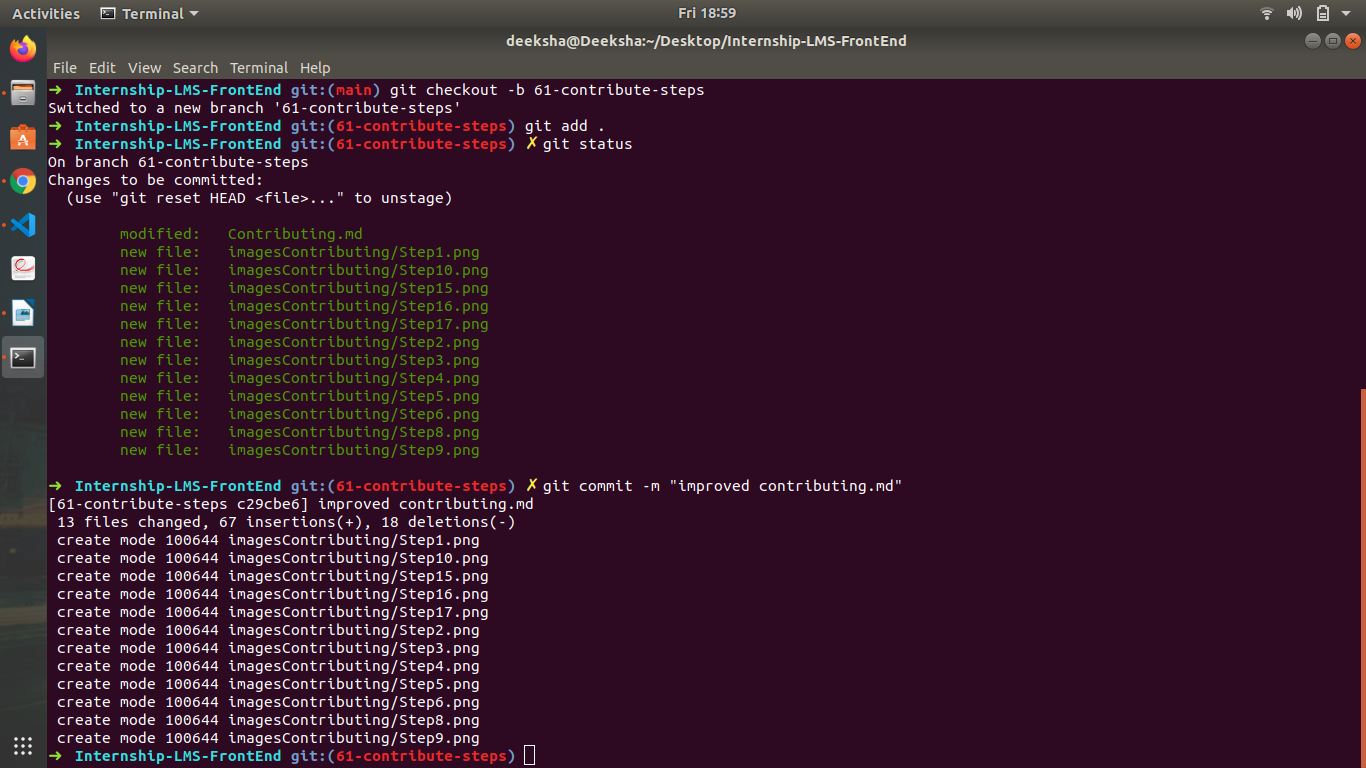 Activities Terminal Fri 18:59
deeksha@Deeksha:~/Desktop/Internship-LMS-FrontEnd
File Edit View Search Terminal Help
➜ Internship-LMS-FrontEnd git:(main) git checkout -b 61-contribute-steps
Switched to a new branch '61-contribute-steps'
➜ Internship-LMS-FrontEnd git:(61-contribute-steps) git add .
➜ Internship-LMS-FrontEnd git:(61-contribute-steps) ✗ git status
On branch 61-contribute-steps
Changes to be committed:
(use "git reset HEAD <file>..." to unstage)
modified: Contributing.md
new file: imagesContributing/Step1.png
new file: imagesContributing/Step10.png
new file: imagesContributing/Step15.png
new file: imagesContributing/Step16.png
new file: imagesContributing/Step17.png
new file: imagesContributing/Step2.png
new file: imagesContributing/Step3.png
new file: imagesContributing/Step4.png
new file: imagesContributing/Step5.png
new file: imagesContributing/Step6.png
new file: imagesContributing/Step8.png
new file: imagesContributing/Step9.png
➜ Internship-LMS-FrontEnd git:(61-contribute-steps) ✗ git commit -m "improved contributing.md"
[61-contribute-steps c29cbe6] improved contributing.md
13 files changed, 67 insertions(+), 18 deletions(-)
create mode 100644 imagesContributing/Step1.png
create mode 100644 imagesContributing/Step10.png
create mode 100644 imagesContributing/Step15.png
create mode 100644 imagesContributing/Step16.png
create mode 100644 imagesContributing/Step17.png
create mode 100644 imagesContributing/Step2.png
create mode 100644 imagesContributing/Step3.png
create mode 100644 imagesContributing/Step4.png
create mode 100644 imagesContributing/Step5.png
create mode 100644 imagesContributing/Step6.png
create mode 100644 imagesContributing/Step8.png
create mode 100644 imagesContributing/Step9.png
➜ Internship-LMS-FrontEnd git:(61-contribute-steps)